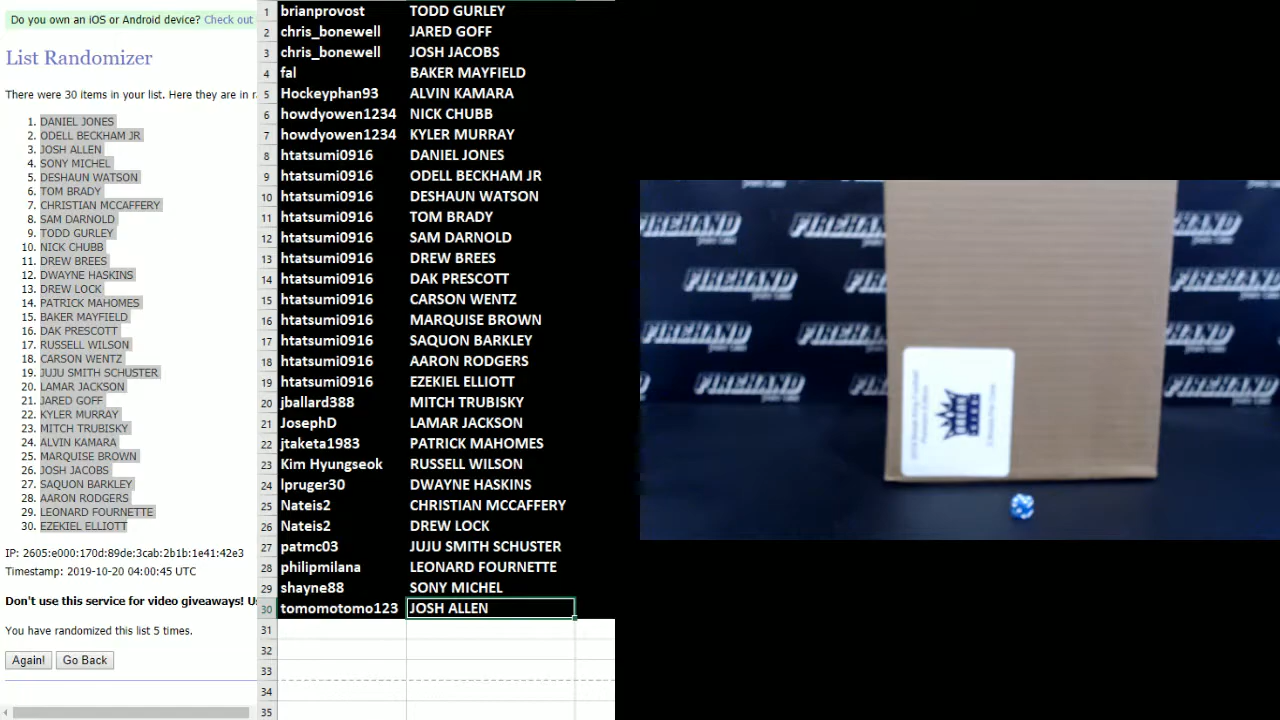 Do you own an iOS or Android device? Check out
List Randomizer
There were 30 items in your list. Here they are in r
1. DANIEL JONES
2. ODELL BECKHAM JR
3. JOSH ALLEN
4. SONY MICHEL
5. DESHAUN WATSON
6. TOM BRADY
7. CHRISTIAN MCCAFFERY
8. SAM DARNOLD
9. TODD GURLEY
10. NICK CHUBB
11. DREW BREES
12. DWAYNE HASKINS
13. DREW LOCK
14. PATRICK MAHOMES
15. BAKER MAYFIELD
16. DAK PRESCOTT
17. RUSSELL WILSON
18. CARSON WENTZ
19. JUJU SMITH SCHUSTER
20. LAMAR JACKSON
21. JARED GOFF
22. KYLER MURRAY
23. MITCH TRUBISKY
24. ALVIN KAMARA
25. MARQUISE BROWN
26. JOSH JACOBS
27. SAQUON BARKLEY
28. AARON RODGERS
29. LEONARD FOURNETTE
30. EZEKIEL ELLIOTT
IP: 2605:e000:170d:89de:3cab:2b1b:1e41:42e3
Timestamp: 2019-10-20 04:00:45 UTC
Don't use this service for video giveaways! U
You have randomized this list 5 times.
Again! Go Back
1 brianprovost TODD GURLEY
2 chris_bonewell JARED GOFF
3 chris_bonewell JOSH JACOBS
4 fal BAKER MAYFIELD
5 Hockeyphan93 ALVIN KAMARA
6 howdyowen1234 NICK CHUBB
7 howdyowen1234 KYLER MURRAY
8 htatsumi0916 DANIEL JONES
9 htatsumi0916 ODELL BECKHAM JR
10 htatsumi0916 DESHAUN WATSON
11 htatsumi0916 TOM BRADY
12 htatsumi0916 SAM DARNOLD
13 htatsumi0916 DREW BREES
14 htatsumi0916 DAK PRESCOTT
15 htatsumi0916 CARSON WENTZ
16 htatsumi0916 MARQUISE BROWN
17 htatsumi0916 SAQUON BARKLEY
18 htatsumi0916 AARON RODGERS
19 htatsumi0916 EZEKIEL ELLIOTT
20 jballard388 MITCH TRUBISKY
21 JosephD LAMAR JACKSON
22 jtaketa1983 PATRICK MAHOMES
23 Kim Hyungseok RUSSELL WILSON
24 lpruger30 DWAYNE HASKINS
25 Nateis2 CHRISTIAN MCCAFFERY
26 Nateis2 DREW LOCK
27 patmc03 JUJU SMITH SCHUSTER
28 philipmilana LEONARD FOURNETTE
29 shayne88 SONY MICHEL
30 tomomotomo123 JOSH ALLEN
31
32
33
34
35
FIREHAND FIREHAND FIREHAND
FIREHAND FIREHAND
FIREHAND FIREHAND
FIREHAND FIREHAND